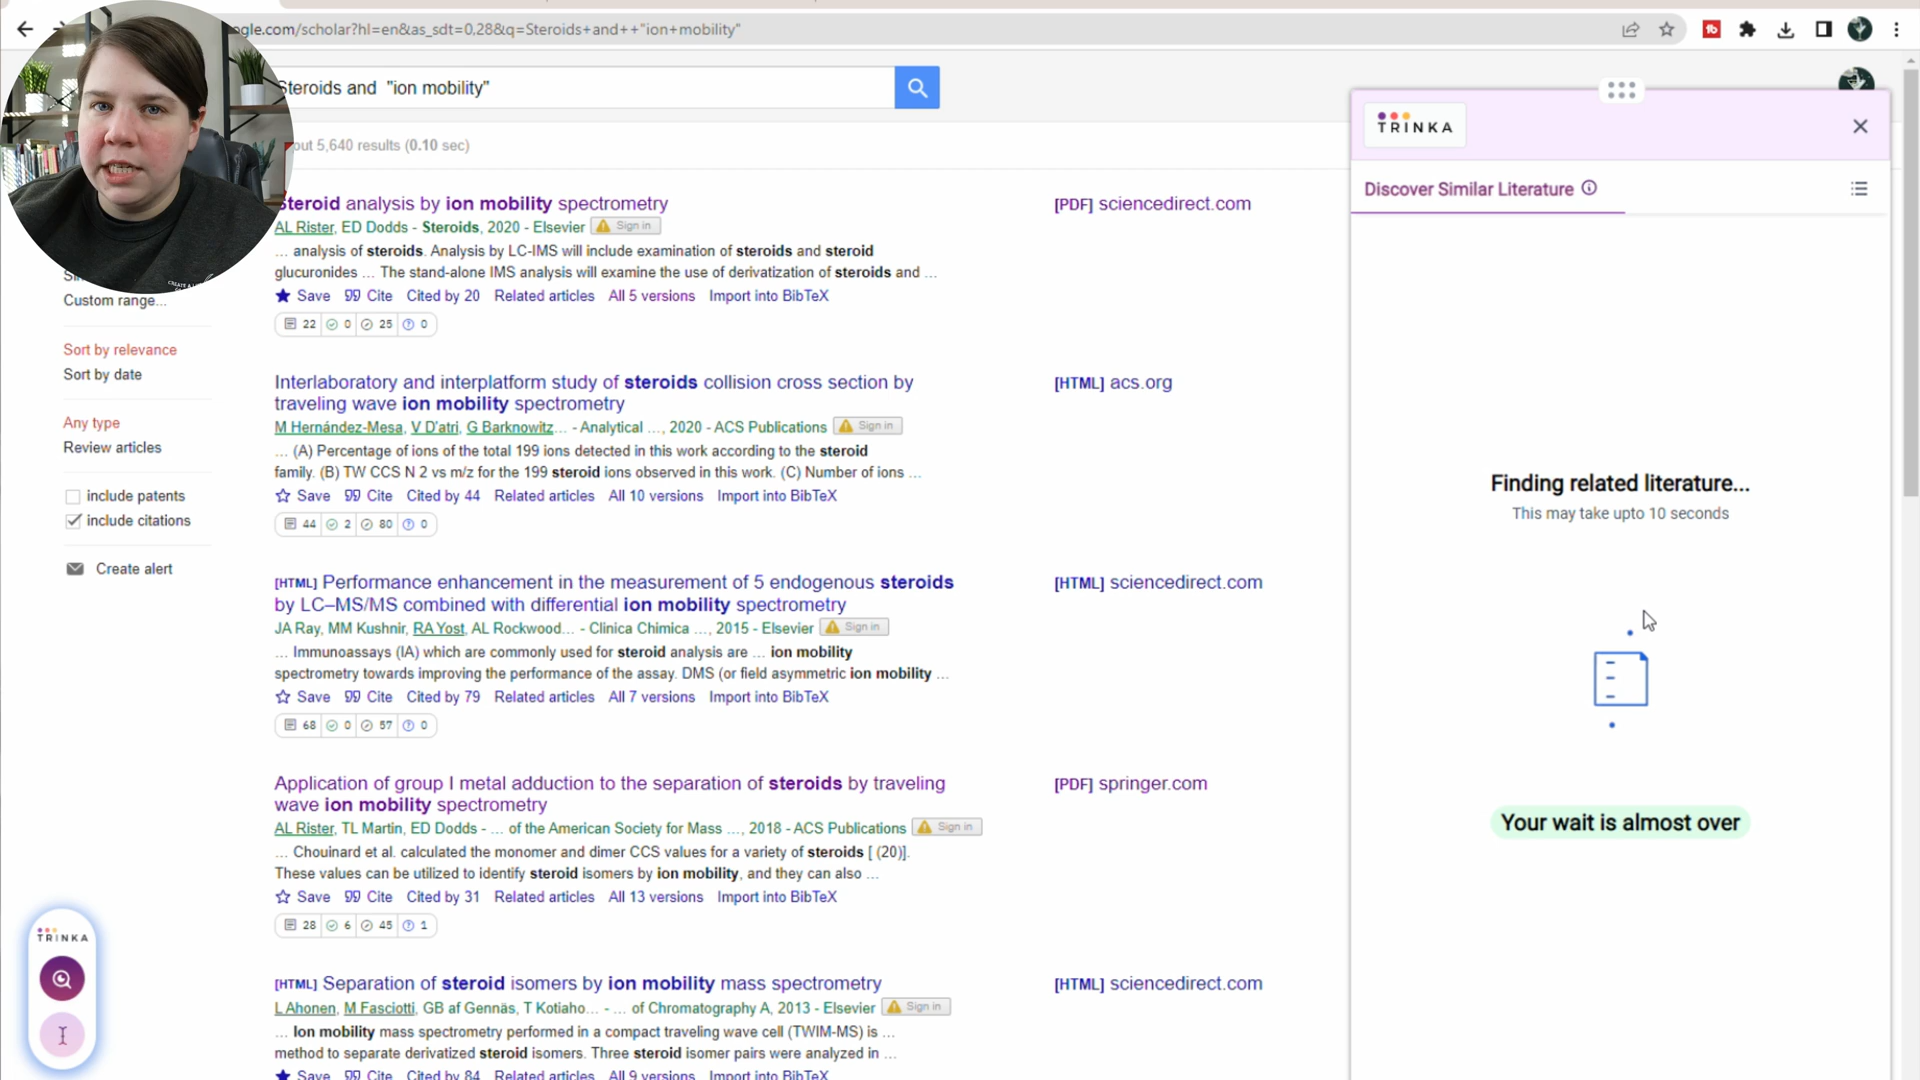 gle.com/scholar?hl=en&as_sdt=0,28&q=Steroids+and++"ion+mobility"
Steroids and "ion mobility"
out 5,640 results (0.10 sec)
Custom range...
Sort by relevance
Sort by date
Any type
Review articles
include patents
include citations
Create alert
Steroid analysis by ion mobility spectrometry
AL Rister, ED Dodds - Steroids, 2020 - Elsevier Sign in
... analysis of steroids. Analysis by LC-IMS will include examination of steroids and steroid
glucuronides ... The stand-alone IMS analysis will examine the use of derivatization of steroids and ...
Save Cite Cited by 20 Related articles All 5 versions Import into BibTeX
22 0 25 0
[PDF] sciencedirect.com
Interlaboratory and interplatform study of steroids collision cross section by
traveling wave ion mobility spectrometry
M Hernández-Mesa, V D'atri, G Barknowitz... - Analytical ..., 2020 - ACS Publications Sign in
... (A) Percentage of ions of the total 199 ions detected in this work according to the steroid
family. (B) TW CCS N 2 vs m/z for the 199 steroid ions observed in this work. (C) Number of ions ...
Save Cite Cited by 44 Related articles All 10 versions Import into BibTeX
44 2 80 0
[HTML] acs.org
[HTML] Performance enhancement in the measurement of 5 endogenous steroids
by LC–MS/MS combined with differential ion mobility spectrometry
JA Ray, MM Kushnir, RA Yost, AL Rockwood... - Clinica Chimica ..., 2015 - Elsevier Sign in
... Immunoassays (IA) which are commonly used for steroid analysis are ... ion mobility
spectrometry towards improving the performance of the assay. DMS (or field asymmetric ion mobility ...
Save Cite Cited by 79 Related articles All 7 versions Import into BibTeX
68 0 57 0
[HTML] sciencedirect.com
Application of group I metal adduction to the separation of steroids by traveling
wave ion mobility spectrometry
AL Rister, TL Martin, ED Dodds - ... of the American Society for Mass ..., 2018 - ACS Publications Sign in
... Chouinard et al. calculated the monomer and dimer CCS values for a variety of steroids [ (20)].
These values can be utilized to identify steroid isomers by ion mobility, and they can also ...
Save Cite Cited by 31 Related articles All 13 versions Import into BibTeX
28 6 45 1
[PDF] springer.com
[HTML] Separation of steroid isomers by ion mobility mass spectrometry
L Ahonen, M Fasciotti, GB af Gennäs, T Kotiaho... - ... of Chromatography A, 2013 - Elsevier Sign in
... Ion mobility mass spectrometry performed in a compact traveling wave cell (TWIM-MS) is ...
method to separate derivatized steroid isomers. Three steroid isomer pairs were analyzed in ...
Save Cite Cited by 84 Related articles All 9 versions Import into BibTeX
[HTML] sciencedirect.com
TRINKA
TRINKA
Discover Similar Literature
Finding related literature...
This may take upto 10 seconds
Your wait is almost over